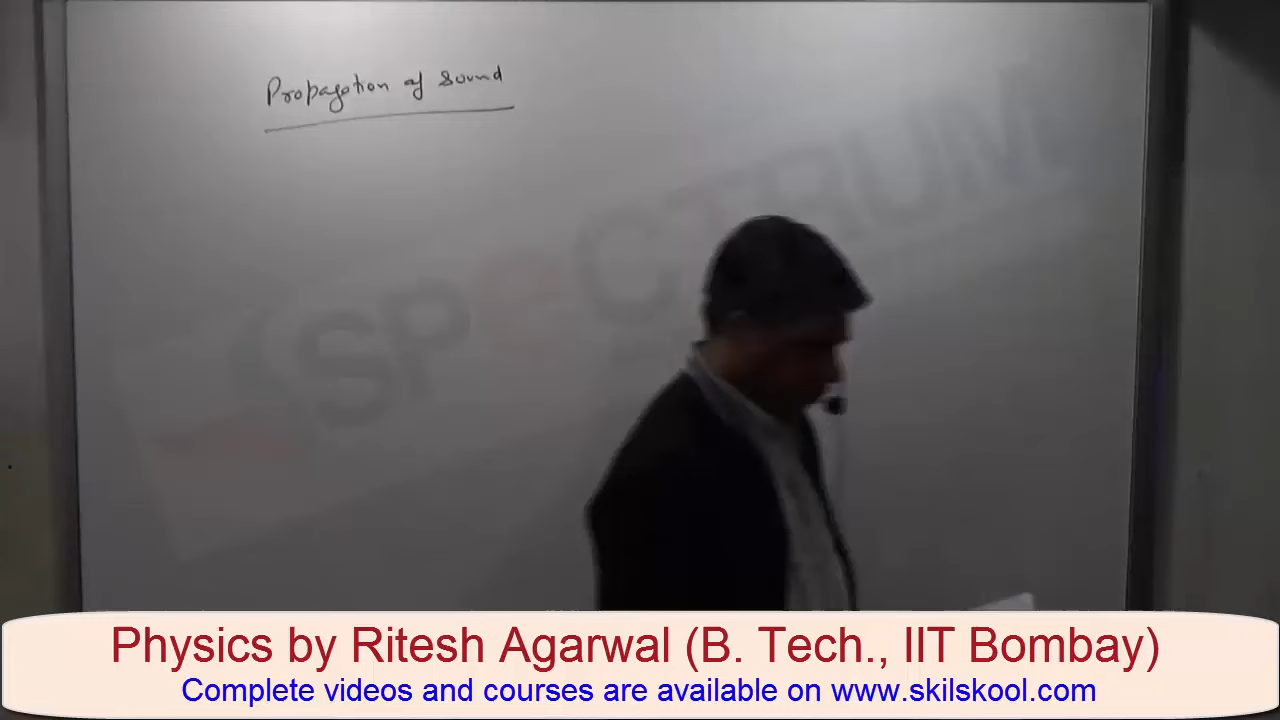 Propagation of Sound
SPECTRUM
Physics by Ritesh Agarwal (B. Tech., IIT Bombay)
Complete videos and courses are available on www.skilskool.com